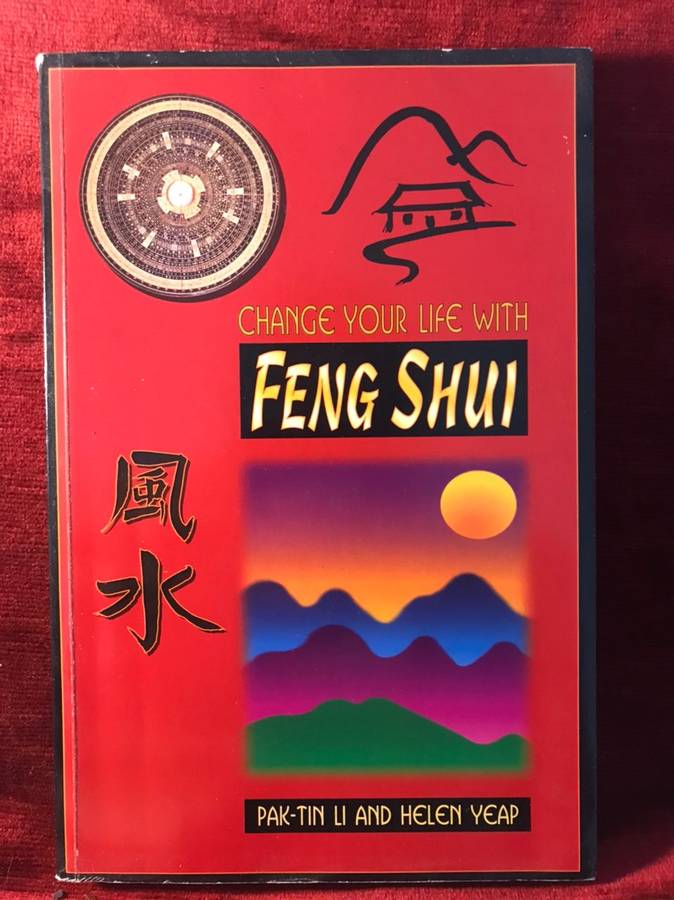 CHANGE YOUR LIFE WITH
FENG SHUI
風
水
PAK-TIN LI AND HELEN YEAP